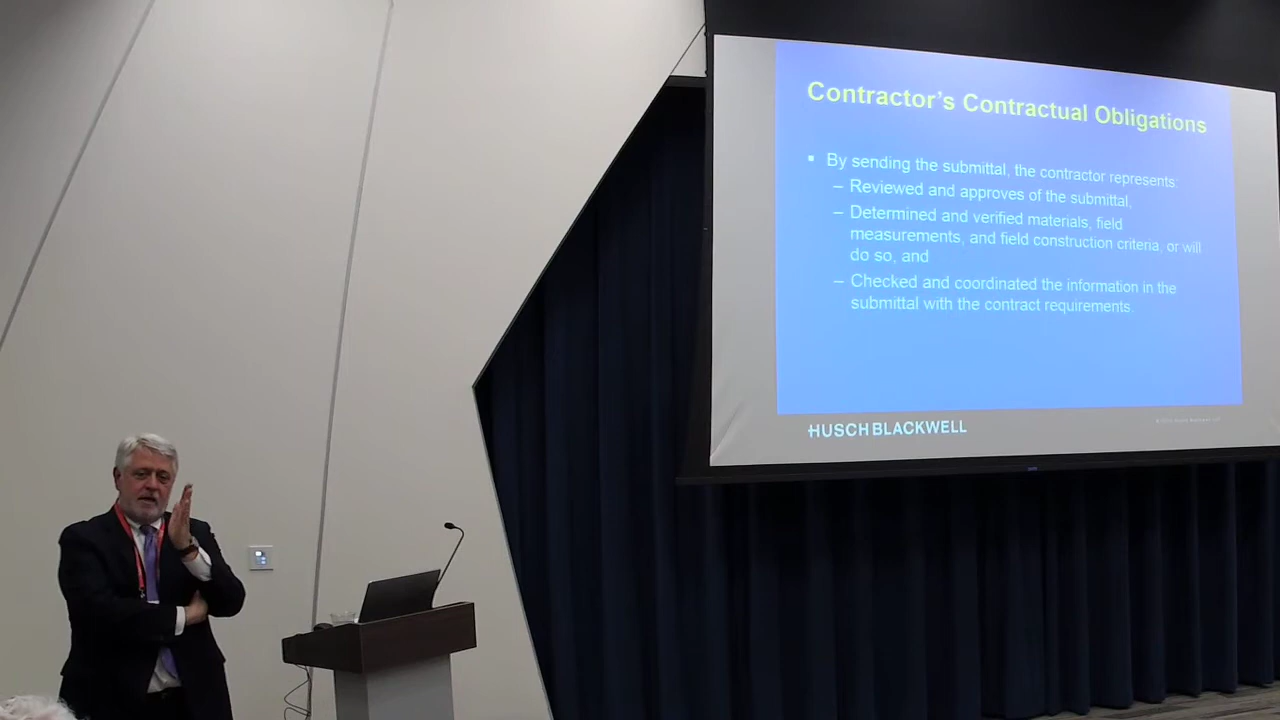 Contractor's Contractual Obligations
▪ By sending the submittal, the contractor represents:
– Reviewed and approves of the submittal,
– Determined and verified materials, field
measurements, and field construction criteria, or will
do so, and
– Checked and coordinated the information in the
submittal with the contract requirements.
HUSCH BLACKWELL